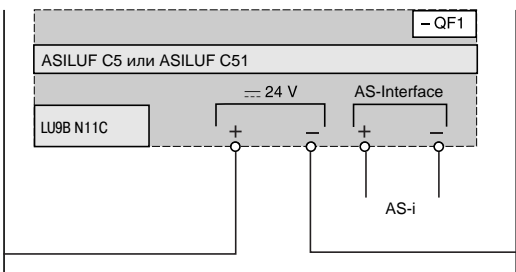 – QF1
ASILUF C5 или ASILUF C51
⎓ 24 V AS-Interface
LU9B N11C
+ – + –
AS-i